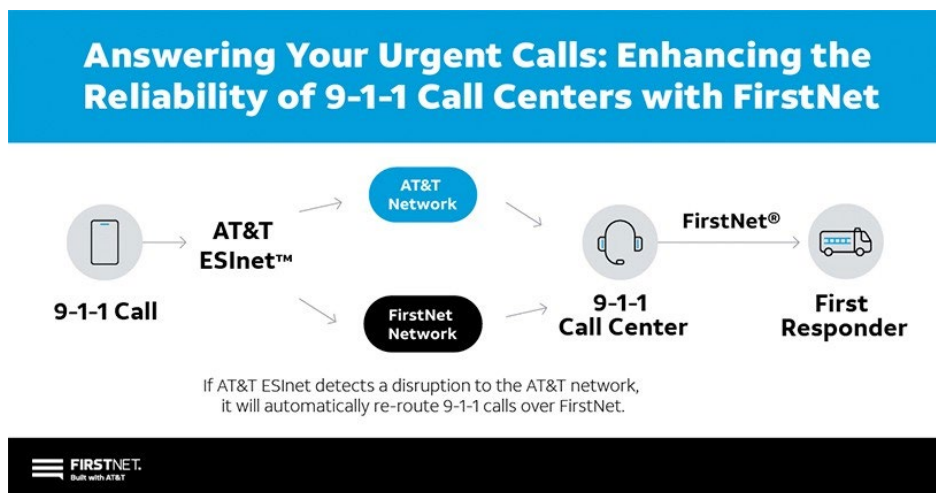 Answering Your Urgent Calls: Enhancing the
Reliability of 9-1-1 Call Centers with FirstNet
AT&T
Network
FirstNet®
AT&T
ESInet™
9-1-1 Call
FirstNet
Network
9-1-1
Call Center
First
Responder
If AT&T ESInet detects a disruption to the AT&T network,
it will automatically re-route 9-1-1 calls over FirstNet.
FIRSTNET.
Built with AT&T